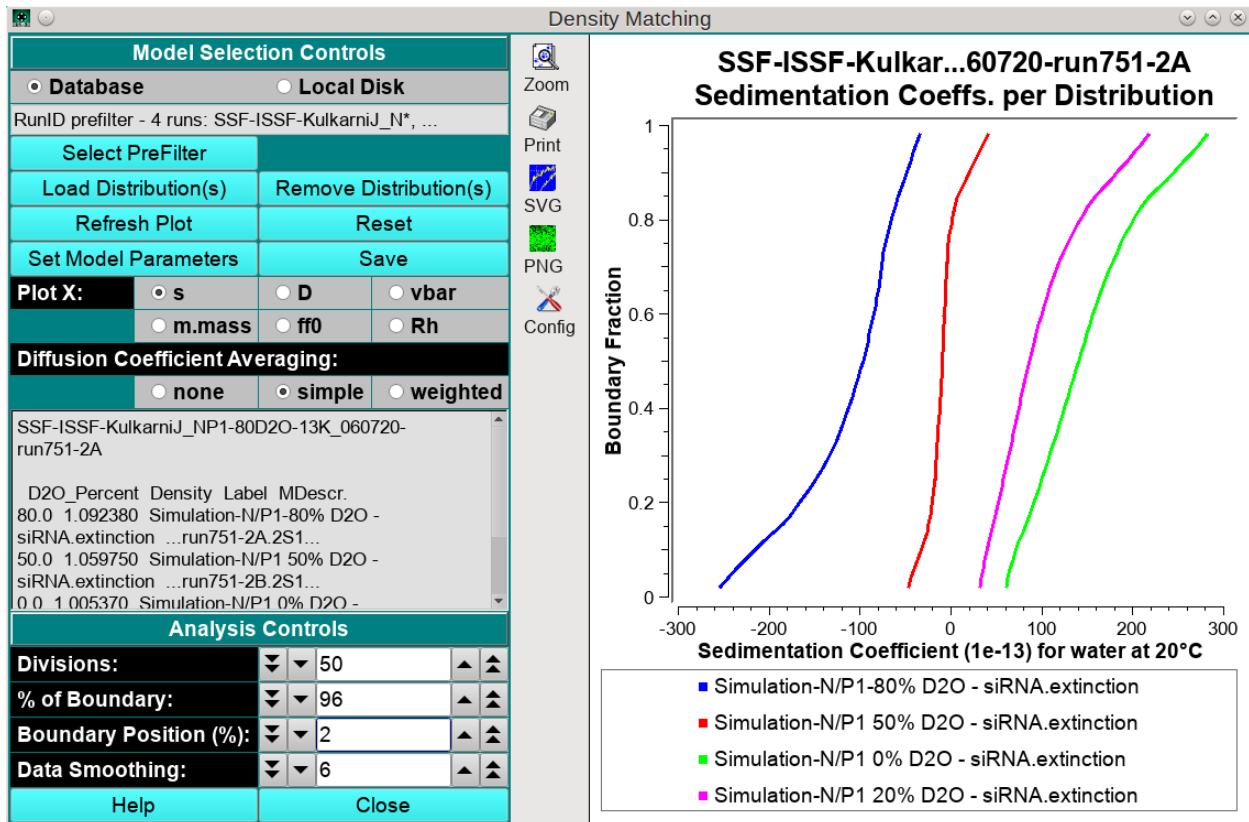 Density Matching
Model Selection Controls
Database
Local Disk
RunID prefilter - 4 runs: SSF-ISSF-KulkarniJ_N*, ...
Select PreFilter
Load Distribution(s)
Remove Distribution(s)
Refresh Plot
Reset
Set Model Parameters
Save
Plot X:
s
D
vbar
m.mass
ff0
Rh
Diffusion Coefficient Averaging:
none
simple
weighted
SSF-ISSF-KulkarniJ_NP1-80D2O-13K_060720-
run751-2A
D2O_Percent Density Label MDescr.
80.0 1.092380 Simulation-N/P1-80% D2O -
siRNA.extinction ...run751-2A.2S1...
50.0 1.059750 Simulation-N/P1 50% D2O -
siRNA.extinction ...run751-2B.2S1...
0.0 1.005370 Simulation-N/P1 0% D2O -
Analysis Controls
Divisions:
50
% of Boundary:
96
Boundary Position (%):
2
Data Smoothing:
6
Help
Close
Zoom
Print
SVG
PNG
Config
SSF-ISSF-Kulkar...60720-run751-2A
Sedimentation Coeffs. per Distribution
Boundary Fraction
1
0.8
0.6
0.4
0.2
0
-300
-200
-100
0
100
200
300
Sedimentation Coefficient (1e-13) for water at 20°C
Simulation-N/P1-80% D2O - siRNA.extinction
Simulation-N/P1 50% D2O - siRNA.extinction
Simulation-N/P1 0% D2O - siRNA.extinction
Simulation-N/P1 20% D2O - siRNA.extinction